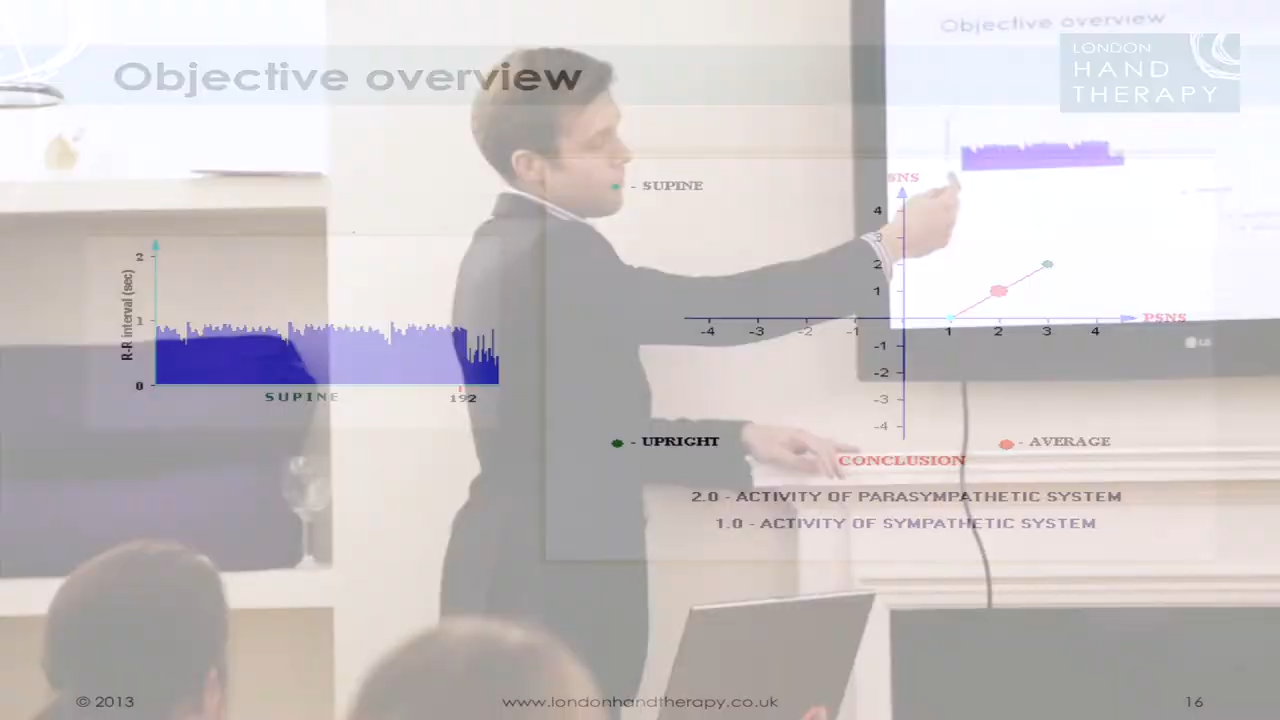 Objective overview
Objective overview
LONDON
HAND
THERAPY
- SUPINE
SNS
4
3
2
1
-4 -3 -2 -1 1 2 3 4
PSNS
-1
-2
-3
-4
R-R interval (sec)
2
1
0
SUPINE
192
- UPRIGHT
- AVERAGE
CONCLUSION
2.0 - ACTIVITY OF PARASYMPATHETIC SYSTEM
1.0 - ACTIVITY OF SYMPATHETIC SYSTEM
© 2013
www.londonhandtherapy.co.uk
16